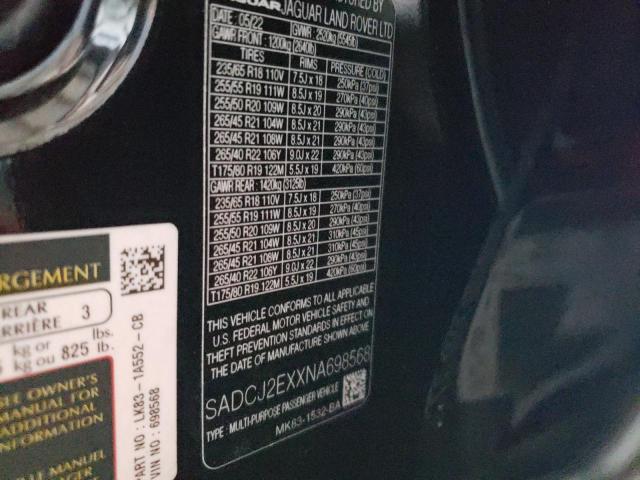 JAGUAR JAGUAR LAND ROVER LTD
DATE : 05/22 GVWR : 2520kg (5549lb)
GAWR FRONT : 1200kg (2640lb)
TIRES RIMS PRESSURE (COLD)
235/65 R18 110V 7.5J x 18 250kPa (37psi)
255/55 R19 111W 8.5J x 19 270kPa (40psi)
255/50 R20 109W 8.5J x 20 290kPa (43psi)
265/45 R21 104W 8.5J x 21 290kPa (43psi)
265/45 R21 108W 8.5J x 21 290kPa (43psi)
265/40 R22 106Y 9.0J x 22 290kPa (43psi)
T175/80 R19 122M 5.5J x 19 420kPa (60psi)
GAWR REAR : 1420kg (3125lb)
235/65 R18 110V 7.5J x 18 250kPa (37psi)
255/55 R19 111W 8.5J x 19 270kPa (40psi)
255/50 R20 109W 8.5J x 20 290kPa (43psi)
265/45 R21 104W 8.5J x 21 310kPa (45psi)
265/45 R21 108W 8.5J x 21 310kPa (45psi)
265/40 R22 106Y 9.0J x 22 290kPa (43psi)
T175/80 R19 122M 5.5J x 19 420kPa (60psi)
THIS VEHICLE CONFORMS TO ALL APPLICABLE
U.S. FEDERAL MOTOR VEHICLE SAFETY AND
THEFT PREVENTION STANDARDS IN EFFECT ON
THE DATE OF MANUFACTURE SHOWN ABOVE.
SADCJ2EXXNA698568
TYPE : MULTI-PURPOSE PASSENGER VEHICLE
MK83-1532-BA
REAR 3
kg or lbs.
kg ou 825 lb.
SEE OWNER'S
MANUAL FOR
ADDITIONAL
INFORMATION
MANUEL
PART NO : LK83 - 1A552 - CB
VIN NO : 698568